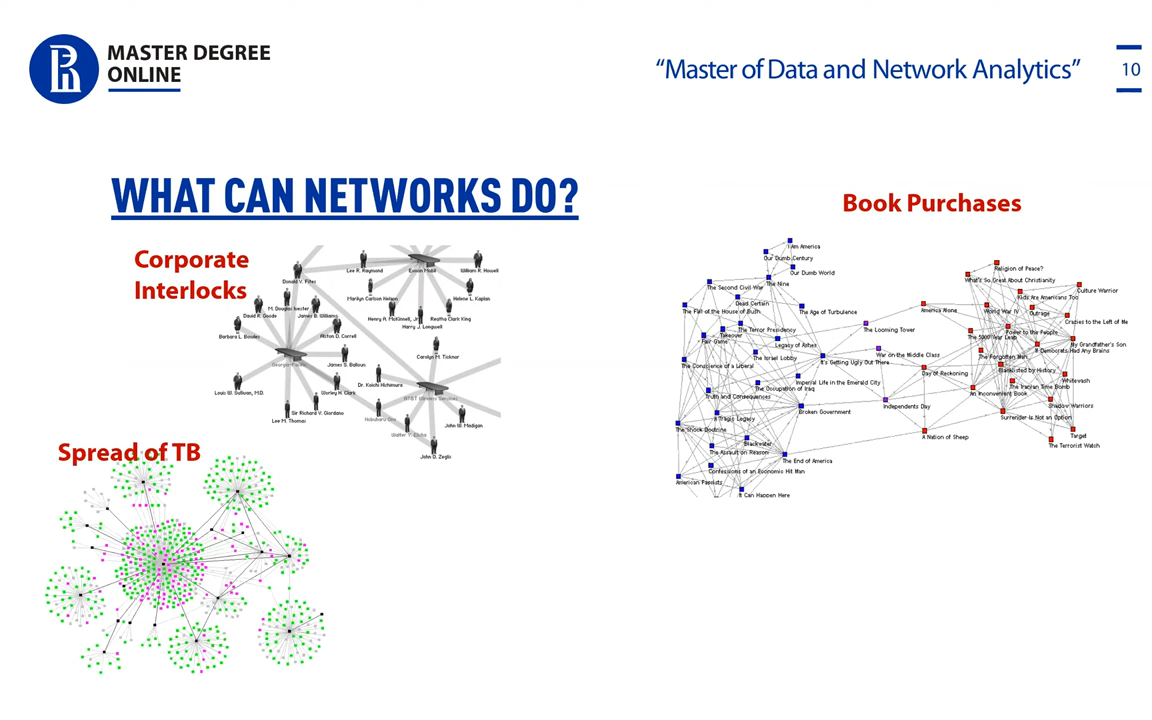 MASTER DEGREE
ONLINE
“Master of Data and Network Analytics”
10
WHAT CAN NETWORKS DO?
Corporate
Interlocks
Donald V. Fites
Lee R. Raymond
Exxon Mobil
William R. Howell
Marilyn Carlson Nelson
Helene L. Kaplan
M. Douglas Ivester
David R. Goode
James B. Williams
Henry A. McKinnell, Jr.
Reatha Clark King
Harry J. Longwell
Barbara L. Bowles
Alston D. Correll
Carolyn M. Ticknor
James S. Balloun
Dr. Koichi Nishimura
Louis W. Sullivan, M.D.
Worley H. Clark
AT&T Wireless Services
Sir Richard V. Giordano
Lee M. Thomas
John W. Madigan
John D. Zeglis
Spread of TB
Book Purchases
I Am America
Our Dumb Century
Our Dumb World
The Nine
The Second Civil War
Dead Certain
The Fall of the House of Bush
The Age of Turbulence
The Terror Presidency
Takeover
Fair Game
Legacy of Ashes
The Israel Lobby
The Conscience of a Liberal
It's Getting Ugly Out There
Imperial Life in the Emerald City
The Occupation of Iraq
Truth and Consequences
A Tragic Legacy
Broken Government
The Shock Doctrine
Blackwater
The Assault on Reason
The End of America
Confessions of an Economic Hit Man
American Fascists
It Can Happen Here
The Looming Tower
War on the Middle Class
Independents Day
America Alone
Day of Reckoning
A Nation of Sheep
Religion of Peace?
What's So Great About Christianity
Culture Warrior
Kids Are Americans Too
World War IV
Outrage
Crazies to the Left of Me
Power to the People
The 5000 Year Leap
My Grandfather's Son
If Democrats Had Any Brains
The Forgotten Man
Blacklisted by History
Whitewash
The Iranian Time Bomb
An Inconvenient Book
Shadow Warriors
Surrender Is Not an Option
Target
The Terrorist Watch